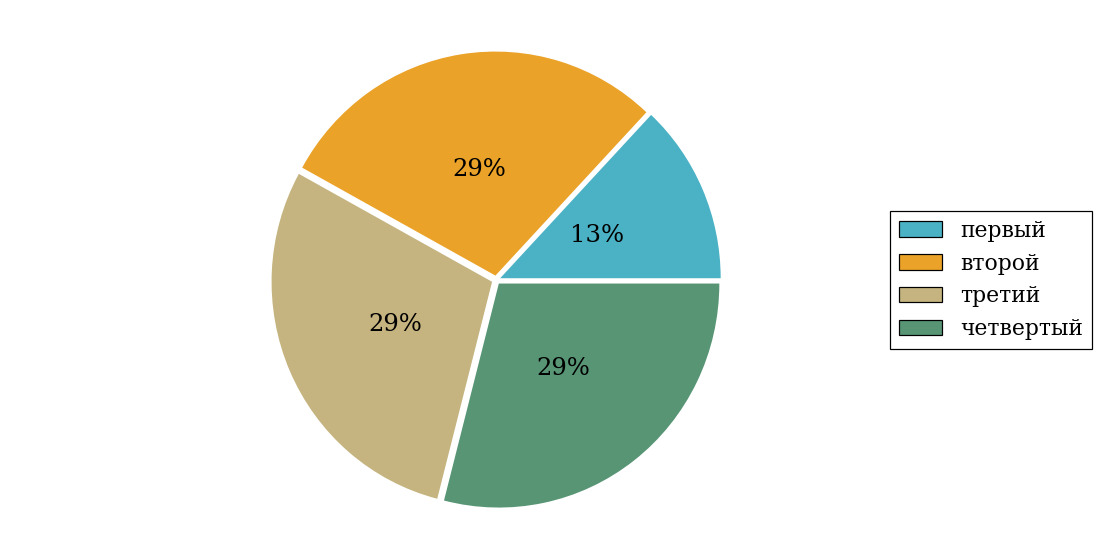 29%
13%
29%
29%
первый
второй
третий
четвертый